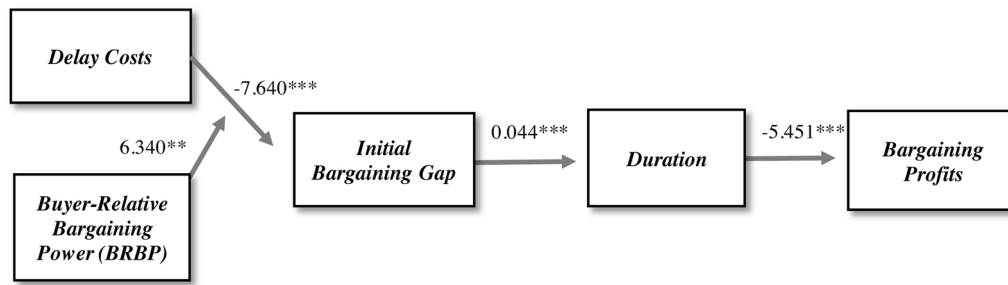 Delay Costs
-7.640***
6.340**
Buyer-Relative
Bargaining
Power (BRBP)
Initial
Bargaining Gap
0.044***
Duration
-5.451***
Bargaining
Profits